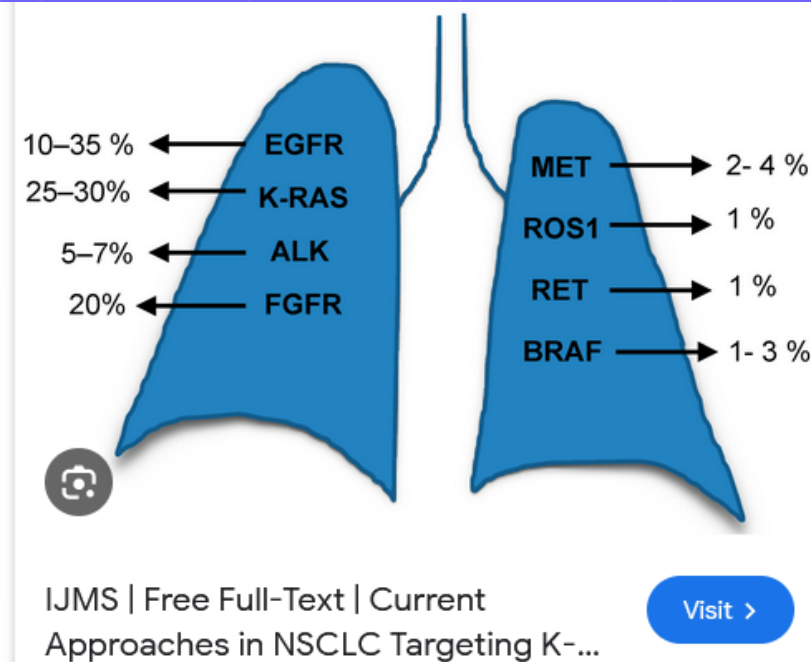 10–35 % EGFR
25–30% K-RAS
5–7% ALK
20% FGFR
MET 2- 4 %
ROS1 1 %
RET 1 %
BRAF 1- 3 %
IJMS | Free Full-Text | Current
Approaches in NSCLC Targeting K-...
Visit